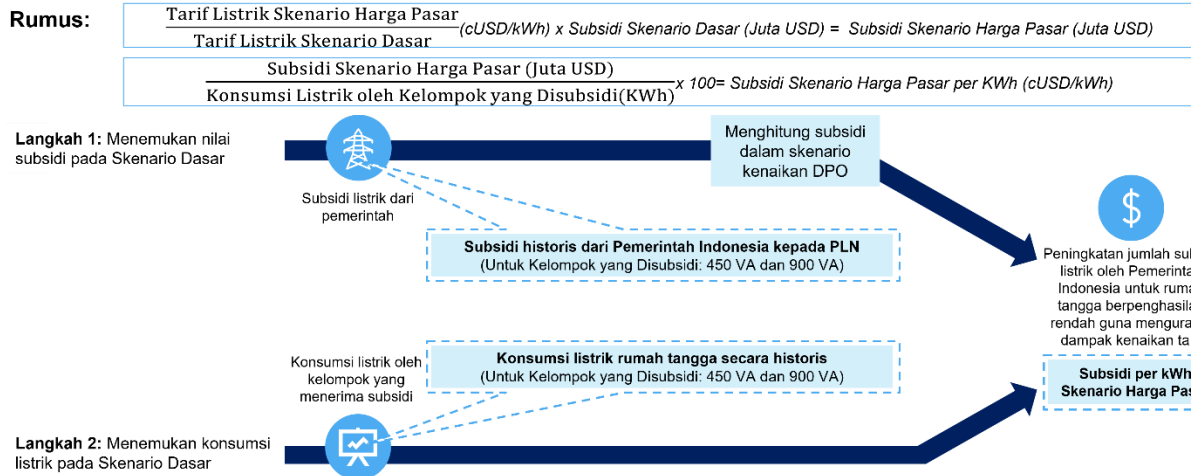 Rumus:
Tarif Listrik Skenario Harga Pasar
Tarif Listrik Skenario Dasar
(cUSD/kWh) x Subsidi Skenario Dasar (Juta USD) = Subsidi Skenario Harga Pasar (Juta USD)
Subsidi Skenario Harga Pasar (Juta USD)
Konsumsi Listrik oleh Kelompok yang Disubsidi(KWh)
x 100= Subsidi Skenario Harga Pasar per KWh (cUSD/kWh)
Langkah 1: Menemukan nilai
subsidi pada Skenario Dasar
Subsidi listrik dari
pemerintah
Menghitung subsidi
dalam skenario
kenaikan DPO
Subsidi historis dari Pemerintah Indonesia kepada PLN
(Untuk Kelompok yang Disubsidi: 450 VA dan 900 VA)
$
Peningkatan jumlah
listrik oleh
Indonesia untuk
tangga
rendah guna
dampak kenaikan
Subsidi per kWh
Skenario Harga
Konsumsi listrik oleh
kelompok yang
menerima subsidi
Konsumsi listrik rumah tangga secara historis
(Untuk Kelompok yang Disubsidi: 450 VA dan 900 VA)
Langkah 2: Menemukan konsumsi
listrik pada Skenario Dasar